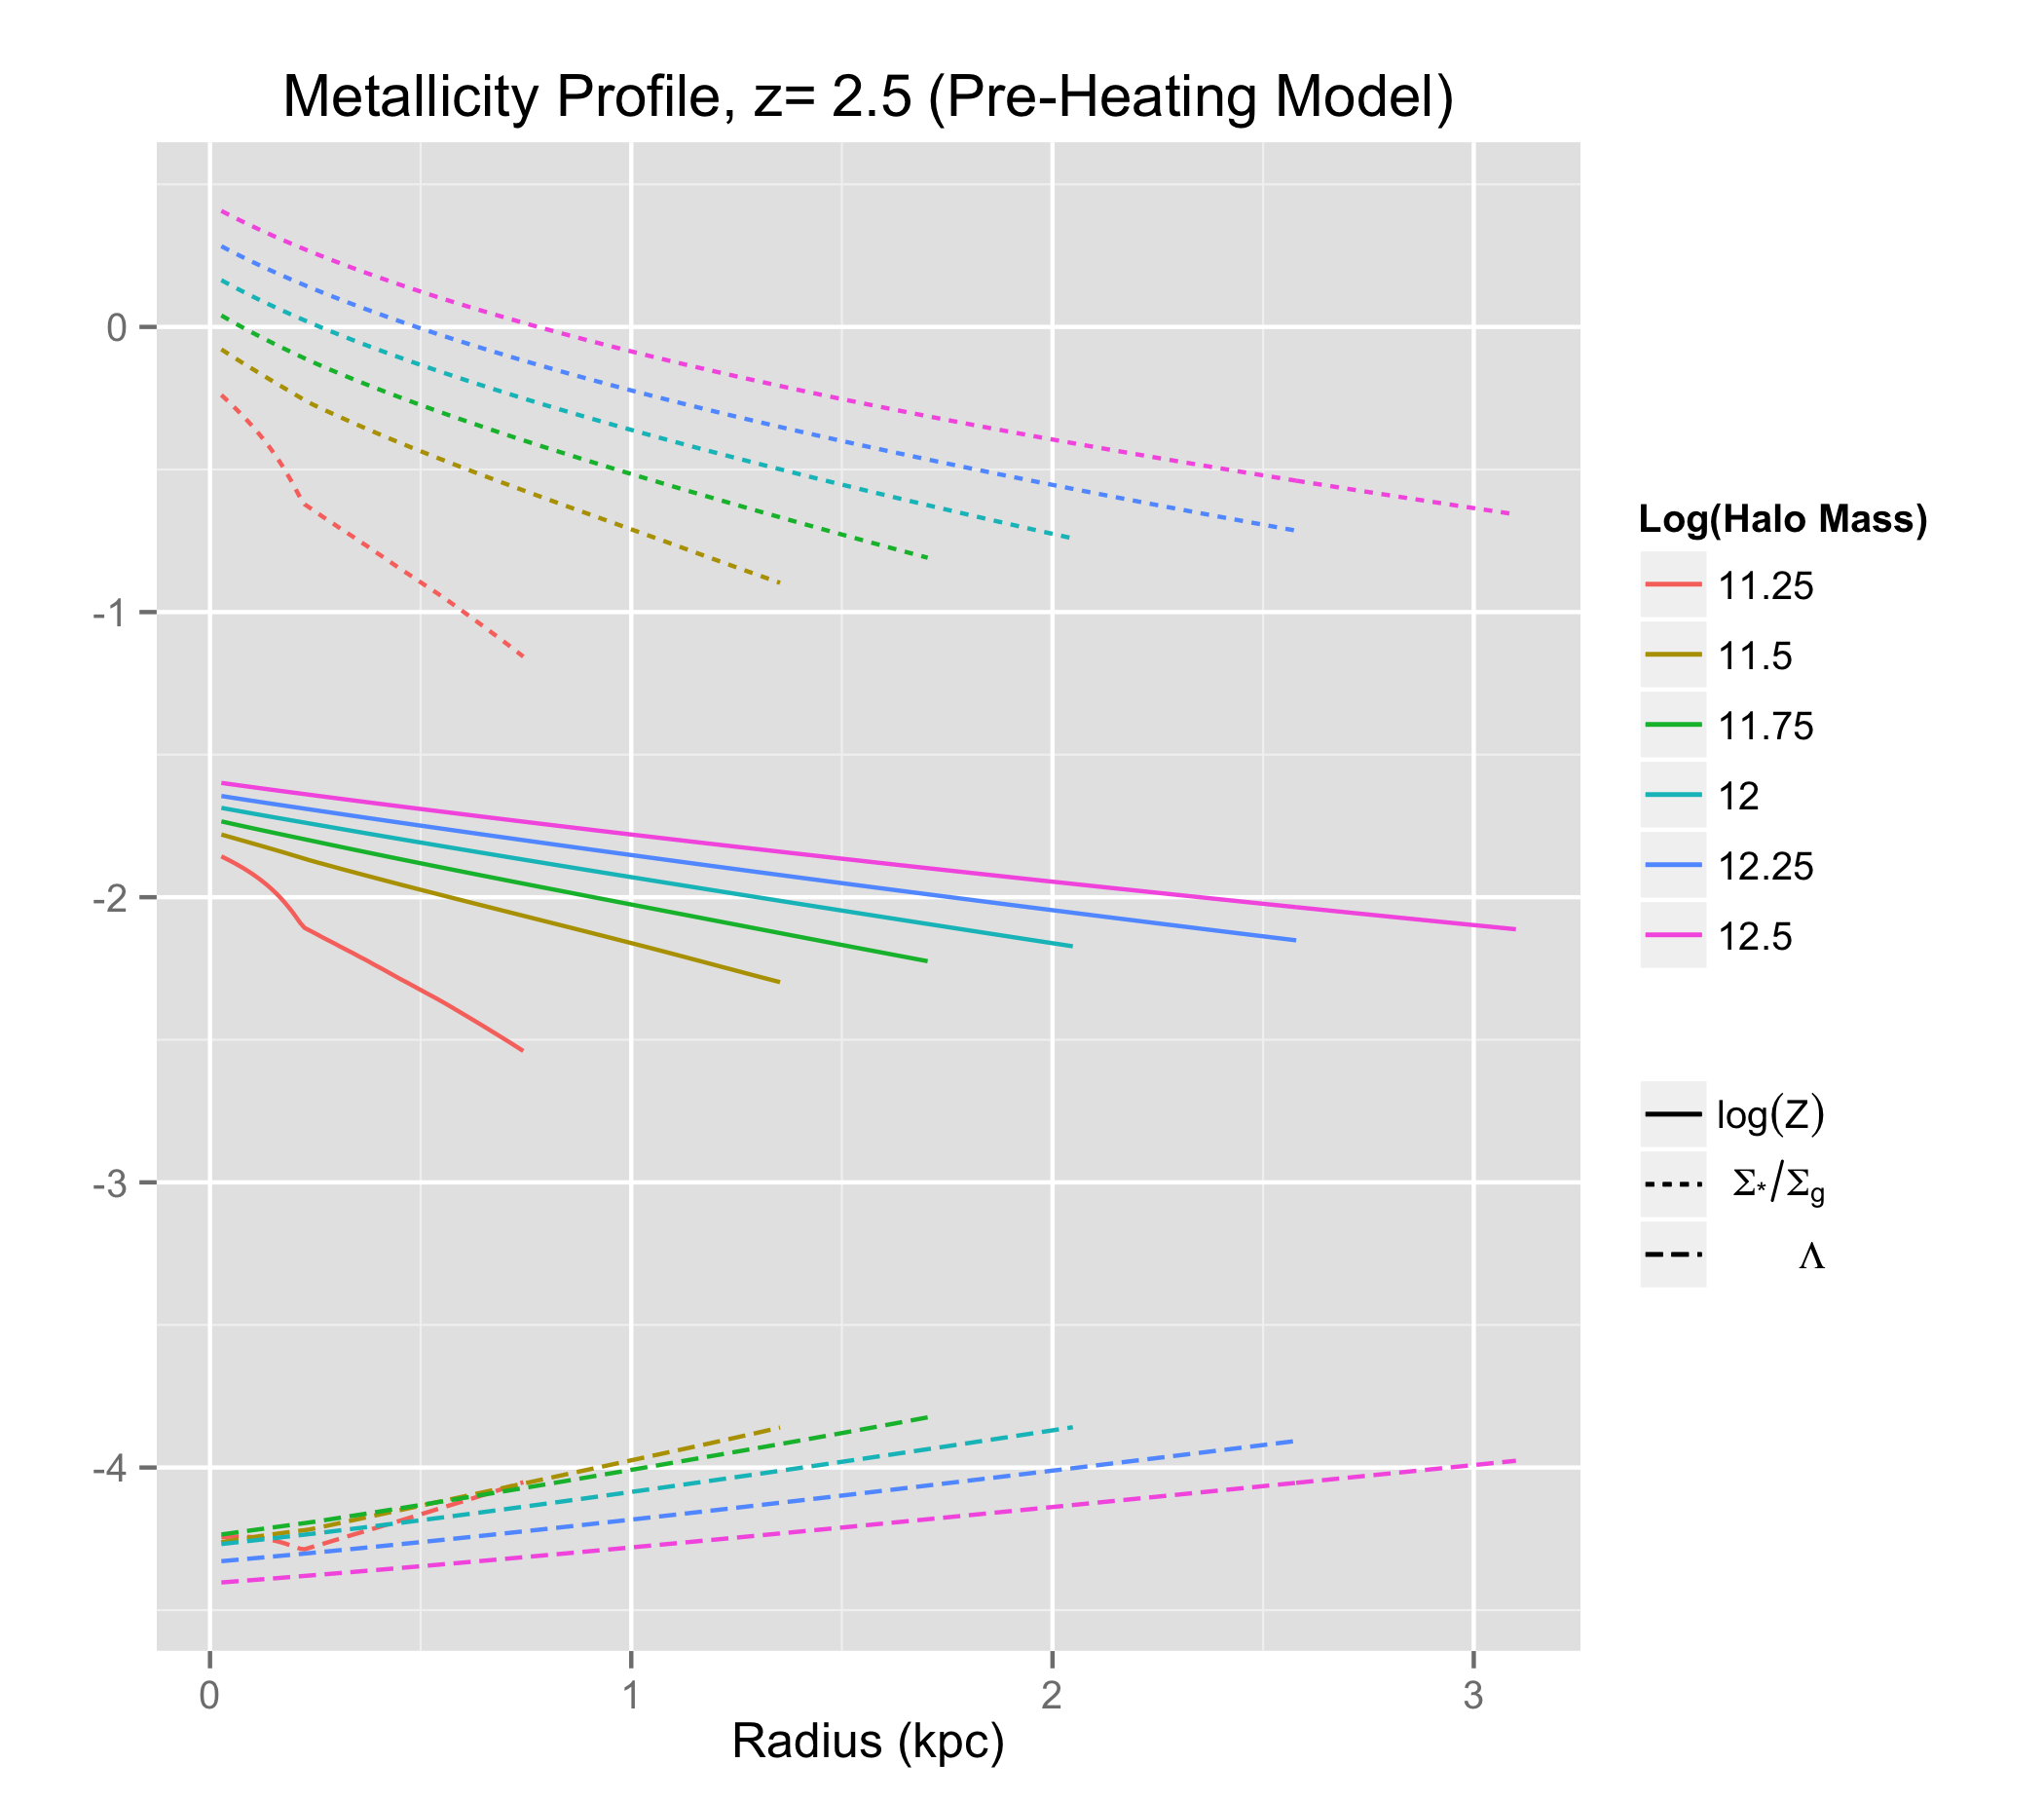 Metallicity Profile, z= 2.5 (Pre-Heating Model)
0
-1
-2
-3
-4
0 1 2 3
Radius (kpc)
Log(Halo Mass)
11.25
11.5
11.75
12
12.25
12.5
log(Z)
Σ*/Σg
Λ